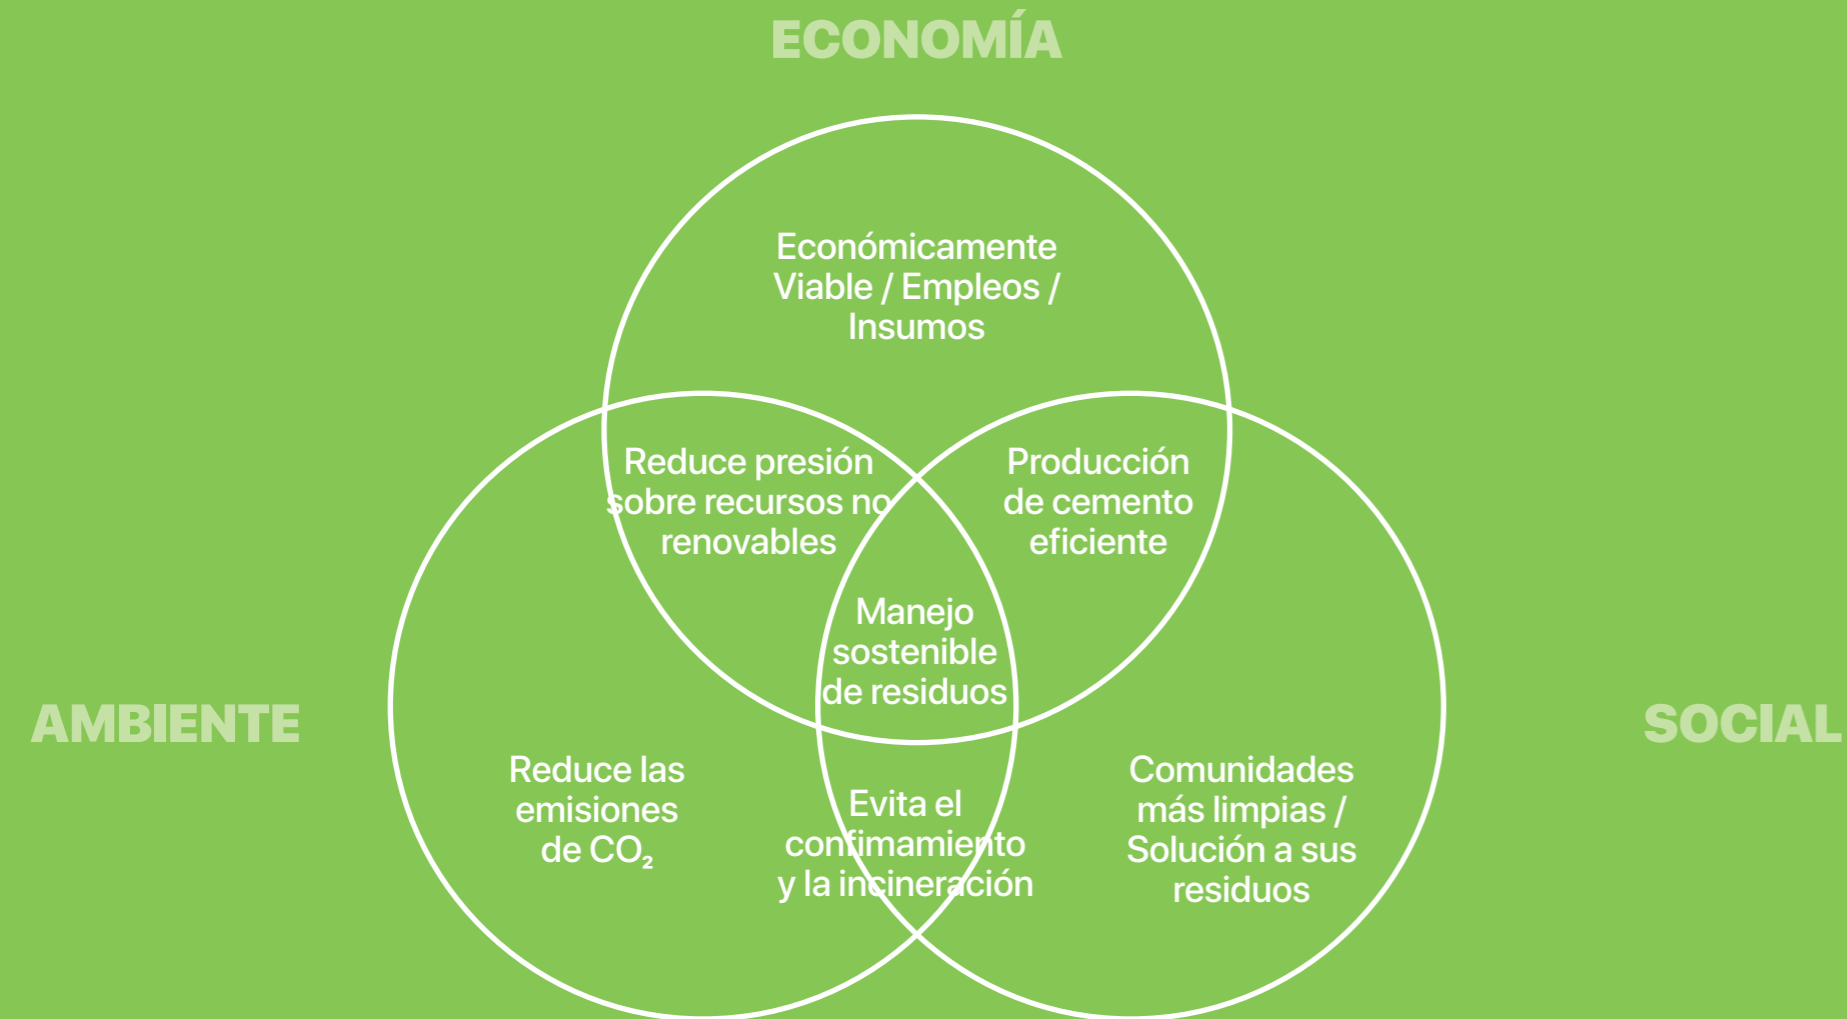 ECONOMÍA
Económicamente
Viable / Empleos /
Insumos
Reduce presión
sobre recursos no
renovables
Producción
de cemento
eficiente
Manejo
sostenible
de residuos
AMBIENTE
SOCIAL
Reduce las
emisiones
de CO₂
Evita el
confimamiento
y la incineración
Comunidades
más limpias /
Solución a sus
residuos